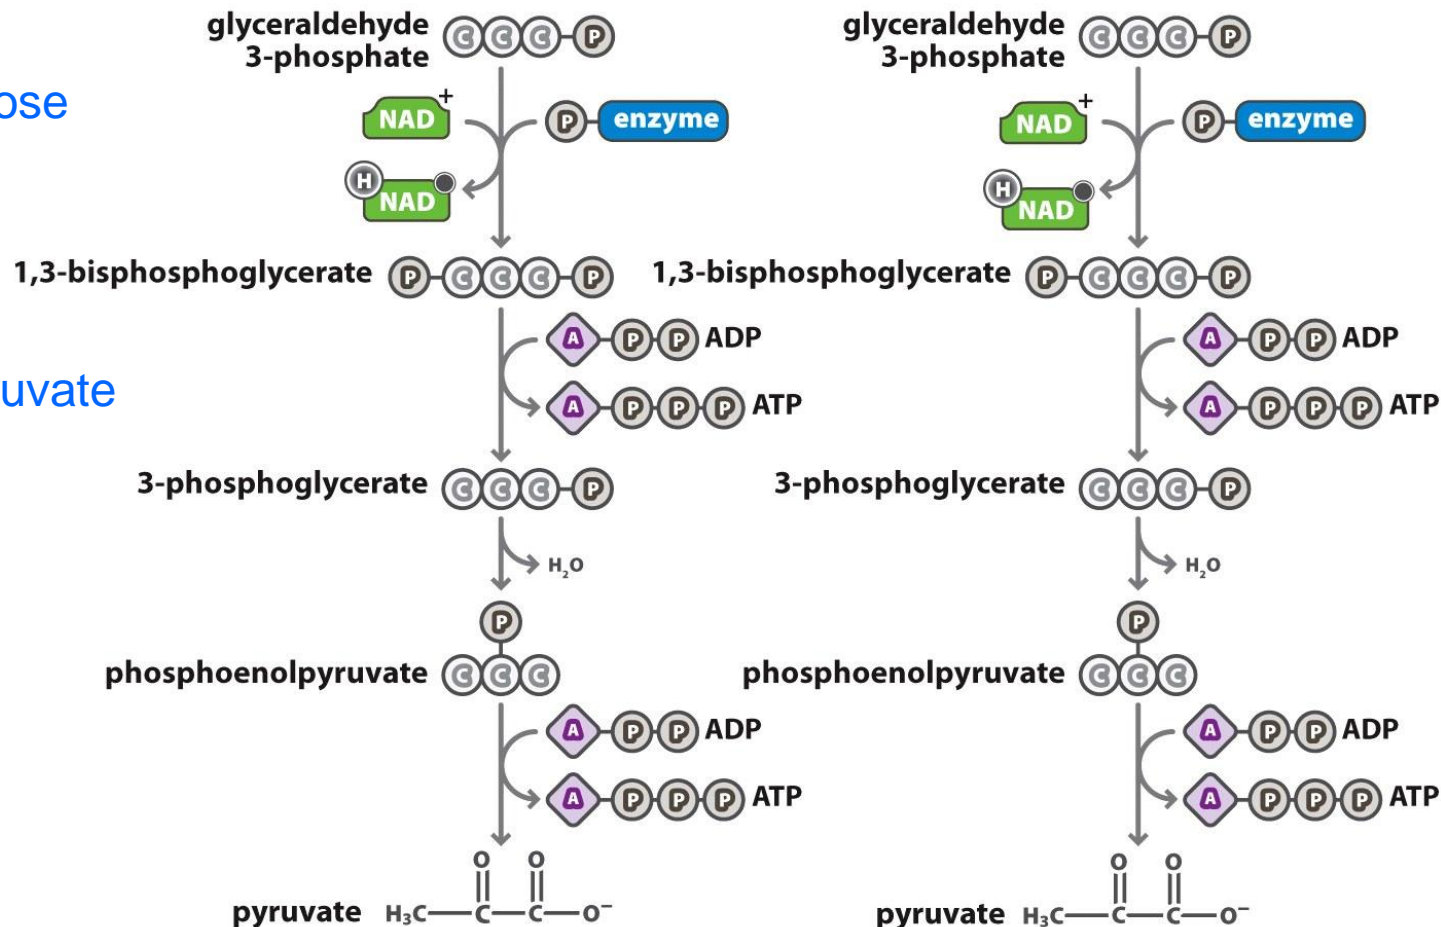 glyceraldehyde
3-phosphate
C C C P
glyceraldehyde
3-phosphate
C C C P
ose
NAD+
P enzyme
NAD+
P enzyme
H NAD
H NAD
1,3-bisphosphoglycerate P C C C P
1,3-bisphosphoglycerate P C C C P
A P P ADP
A P P ADP
uvate
A P P P ATP
A P P P ATP
3-phosphoglycerate C C C P
3-phosphoglycerate C C C P
H₂O
H₂O
P
P
phosphoenolpyruvate C C C
phosphoenolpyruvate C C C
A P P ADP
A P P ADP
A P P P ATP
A P P P ATP
O O
O O
pyruvate H₃C C C O⁻
pyruvate H₃C C C O⁻